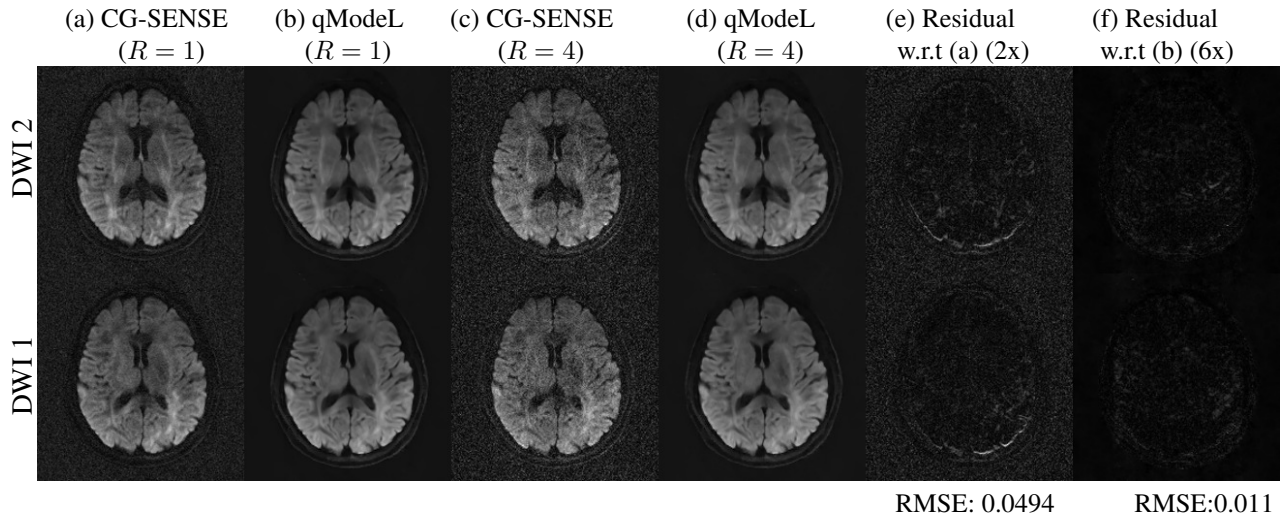 (a) CG-SENSE (b) qModeL (c) CG-SENSE (d) qModeL (e) Residual (f) Residual
(R = 1) (R = 1) (R = 4) (R = 4) w.r.t (a) (2x) w.r.t (b) (6x)
DWI 2
DWI 1
RMSE: 0.0494 RMSE:0.011